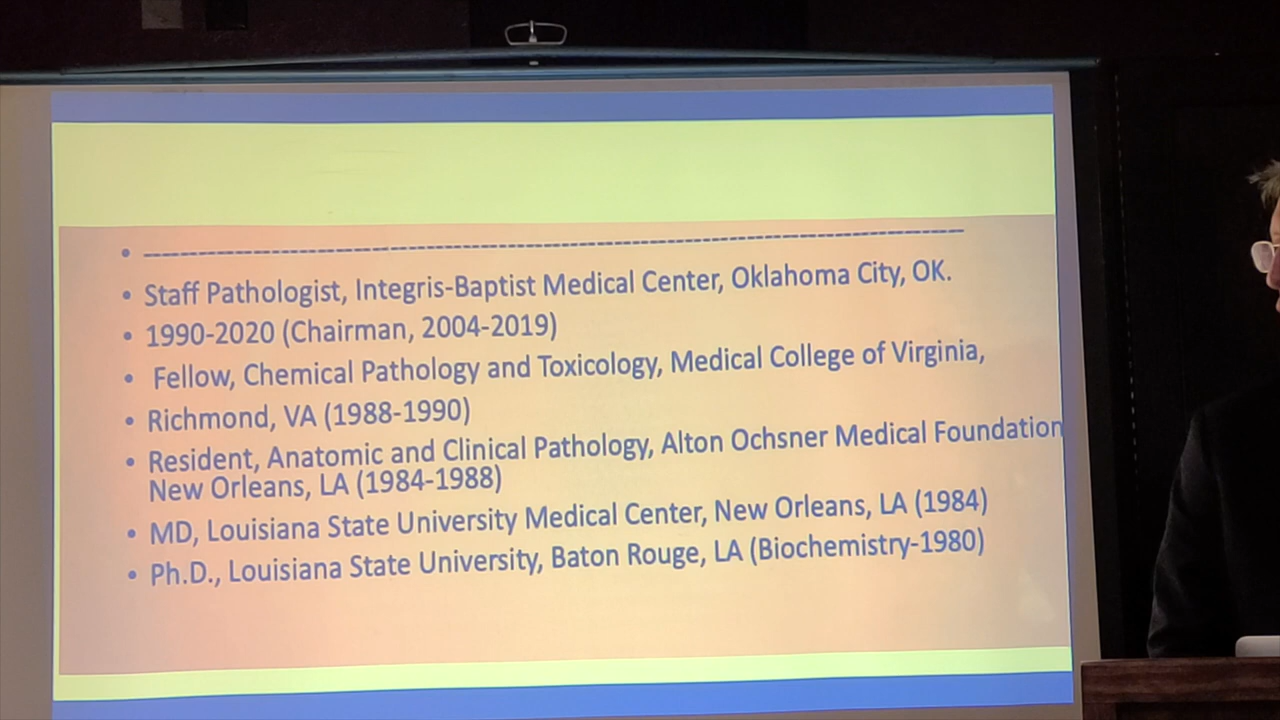 • ----------------------------------------------------------------------
• Staff Pathologist, Integris-Baptist Medical Center, Oklahoma City, OK.
• 1990-2020 (Chairman, 2004-2019)
• Fellow, Chemical Pathology and Toxicology, Medical College of Virginia,
• Richmond, VA (1988-1990)
• Resident, Anatomic and Clinical Pathology, Alton Ochsner Medical Foundation
New Orleans, LA (1984-1988)
• MD, Louisiana State University Medical Center, New Orleans, LA (1984)
• Ph.D., Louisiana State University, Baton Rouge, LA (Biochemistry-1980)